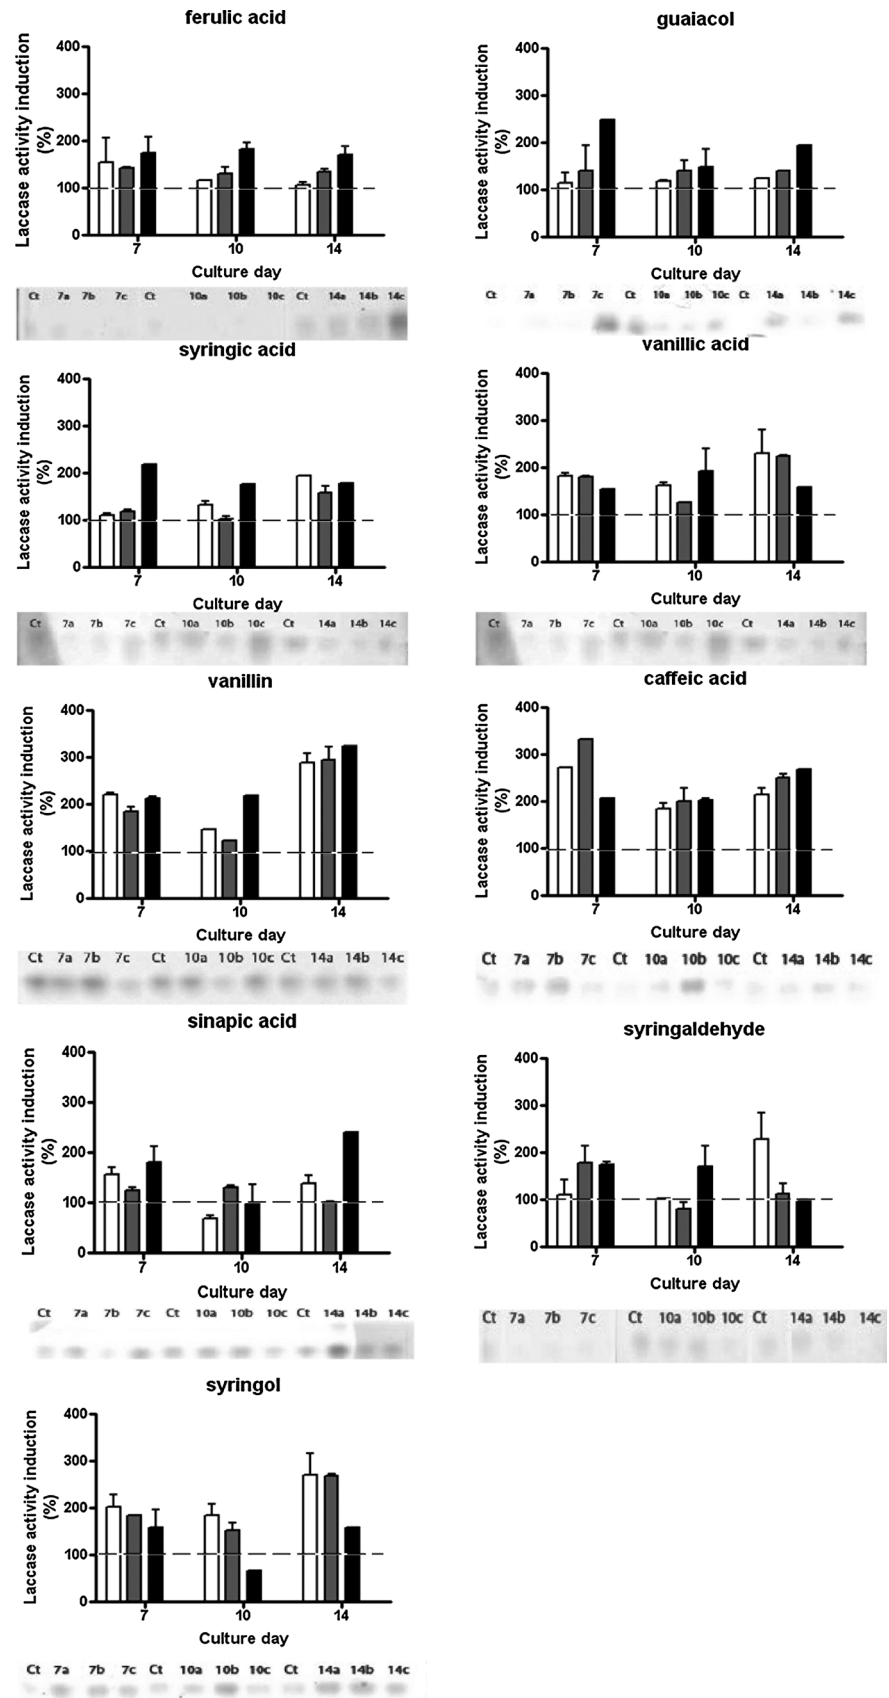 ferulic acid
Laccase activity induction
(%)
400
300
200
100
0
7 10 14
Culture day
Ct 7a 7b 7c Ct 10a 10b 10c Ct 14a 14b 14c
guaiacol
Laccase activity induction
(%)
400
300
200
100
0
7 10 14
Culture day
Ct 7a 7b 7c Ct 10a 10b 10c Ct 14a 14b 14c
syringic acid
Laccase activity induction
(%)
400
300
200
100
0
7 10 14
Culture day
Ct 7a 7b 7c Ct 10a 10b 10c Ct 14a 14b 14c
vanillic acid
Laccase activity induction
(%)
400
300
200
100
0
7 10 14
Culture day
Ct 7a 7b 7c Ct 10a 10b 10c Ct 14a 14b 14c
vanillin
Laccase activity induction
(%)
400
300
200
100
0
7 10 14
Culture day
Ct 7a 7b 7c Ct 10a 10b 10c Ct 14a 14b 14c
caffeic acid
Laccase activity induction
(%)
400
300
200
100
0
7 10 14
Culture day
Ct 7a 7b 7c Ct 10a 10b 10c Ct 14a 14b 14c
sinapic acid
Laccase activity induction
(%)
400
300
200
100
0
7 10 14
Culture day
Ct 7a 7b 7c Ct 10a 10b 10c Ct 14a 14b 14c
syringaldehyde
Laccase activity induction
(%)
400
300
200
100
0
7 10 14
Culture day
Ct 7a 7b 7c Ct 10a 10b 10c Ct 14a 14b 14c
syringol
Laccase activity induction
(%)
400
300
200
100
0
7 10 14
Culture day
Ct 7a 7b 7c Ct 10a 10b 10c Ct 14a 14b 14c